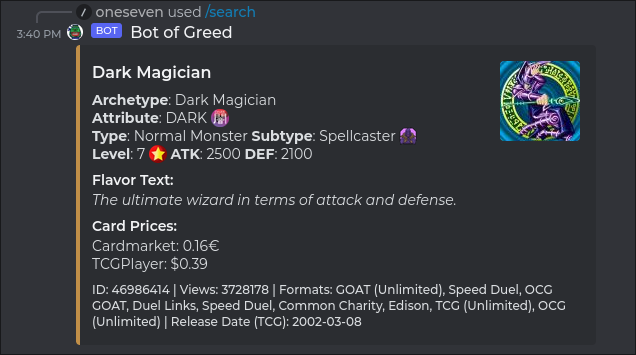 / oneseven used /search
3:40 PM BOT Bot of Greed
Dark Magician
Archetype: Dark Magician
Attribute: DARK
Type: Normal Monster Subtype: Spellcaster
Level: 7 ATK: 2500 DEF: 2100
Flavor Text:
The ultimate wizard in terms of attack and defense.
Card Prices:
Cardmarket: 0.16€
TCGPlayer: $0.39
ID: 46986414 | Views: 3728178 | Formats: GOAT (Unlimited), Speed Duel, OCG
GOAT, Duel Links, Speed Duel, Common Charity, Edison, TCG (Unlimited), OCG
(Unlimited) | Release Date (TCG): 2002-03-08